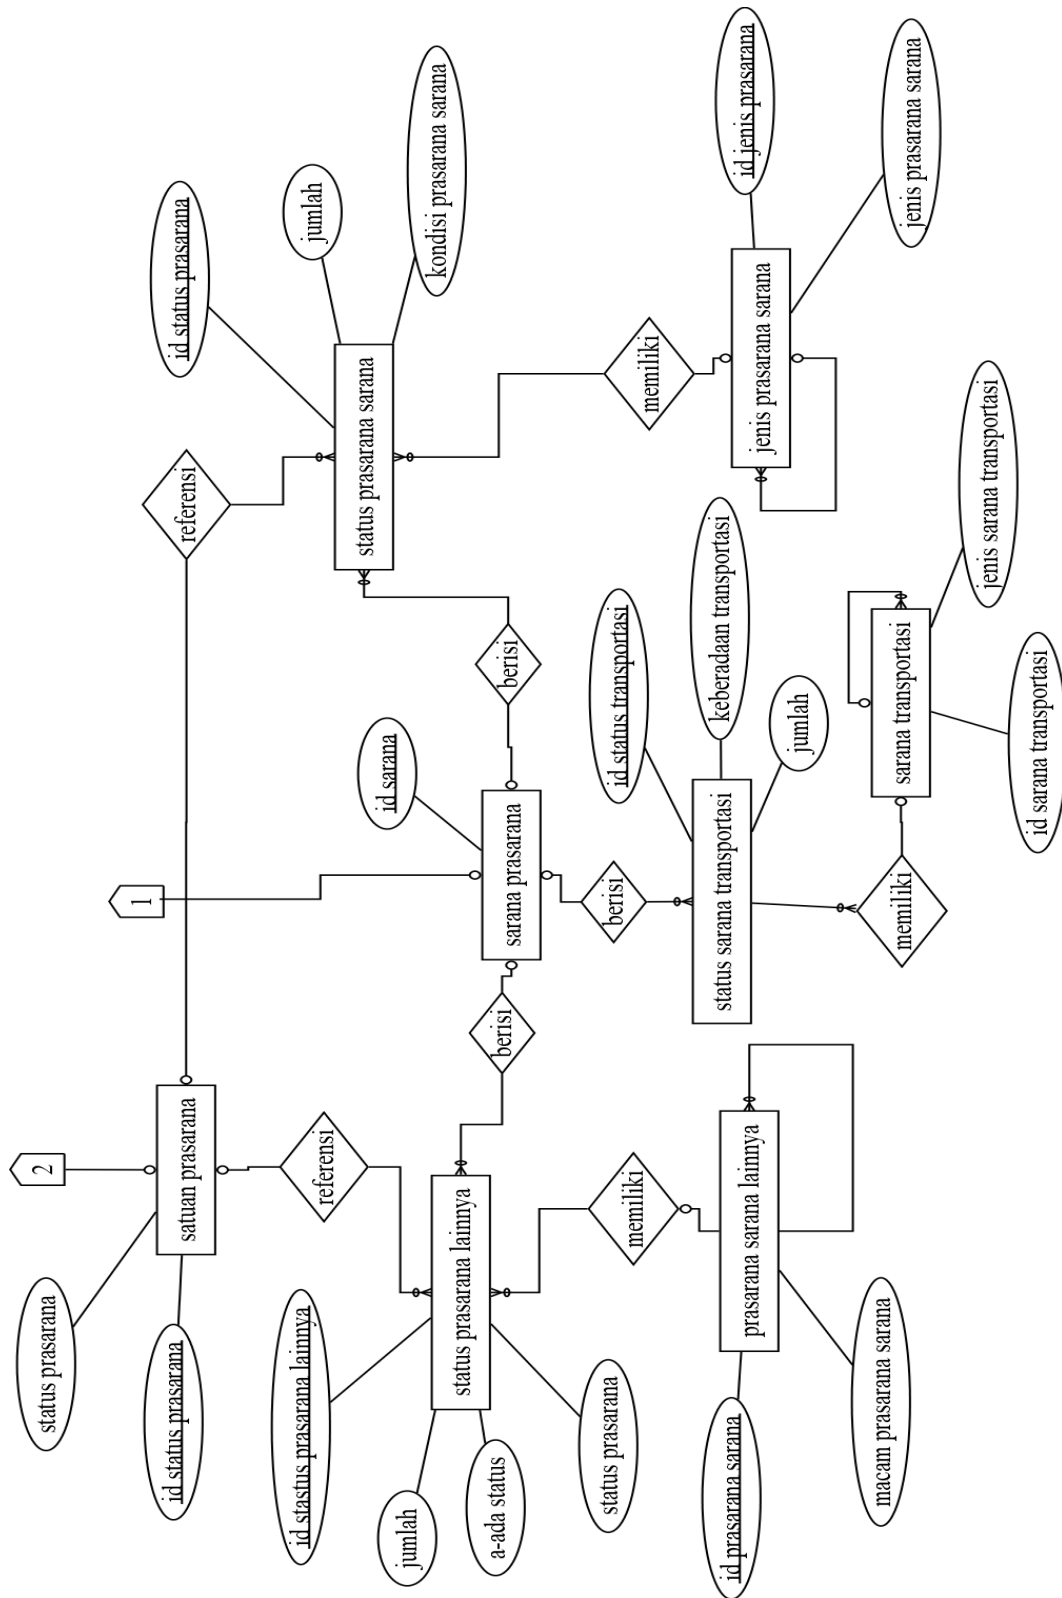 2
status prasarana
satuan prasarana
id status prasarana
1
referensi
id status prasarana
jumlah
kondisi prasarana sarana
status prasarana sarana
referensi
id stastus prasarana lainnya
jumlah
a-ada status
status prasarana lainnya
status prasarana
berisi
sarana prasarana
id sarana
berisi
berisi
memiliki
id jenis prasarana
jenis prasarana sarana
jenis prasarana sarana
id status transportasi
keberadaan transportasi
jumlah
status sarana transportasi
memiliki
prasarana sarana lainnya
id prasarana sarana
macam prasarana sarana
memiliki
sarana transportasi
jenis sarana transportasi
id sarana transportasi